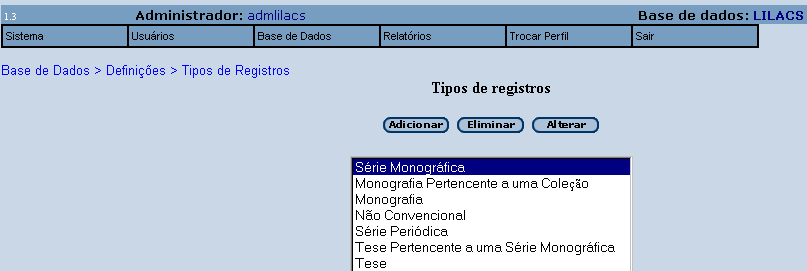 1.3 Administrador: admlilacs Base de dados: LILACS
Sistema Usuários Base de Dados Relatórios Trocar Perfil Sair
Base de Dados > Definições > Tipos de Registros
Tipos de registros
Adicionar Eliminar Alterar
Série Monográfica
Monografia Pertencente a uma Coleção
Monografia
Não Convencional
Série Periódica
Tese Pertencente a uma Série Monográfica
Tese